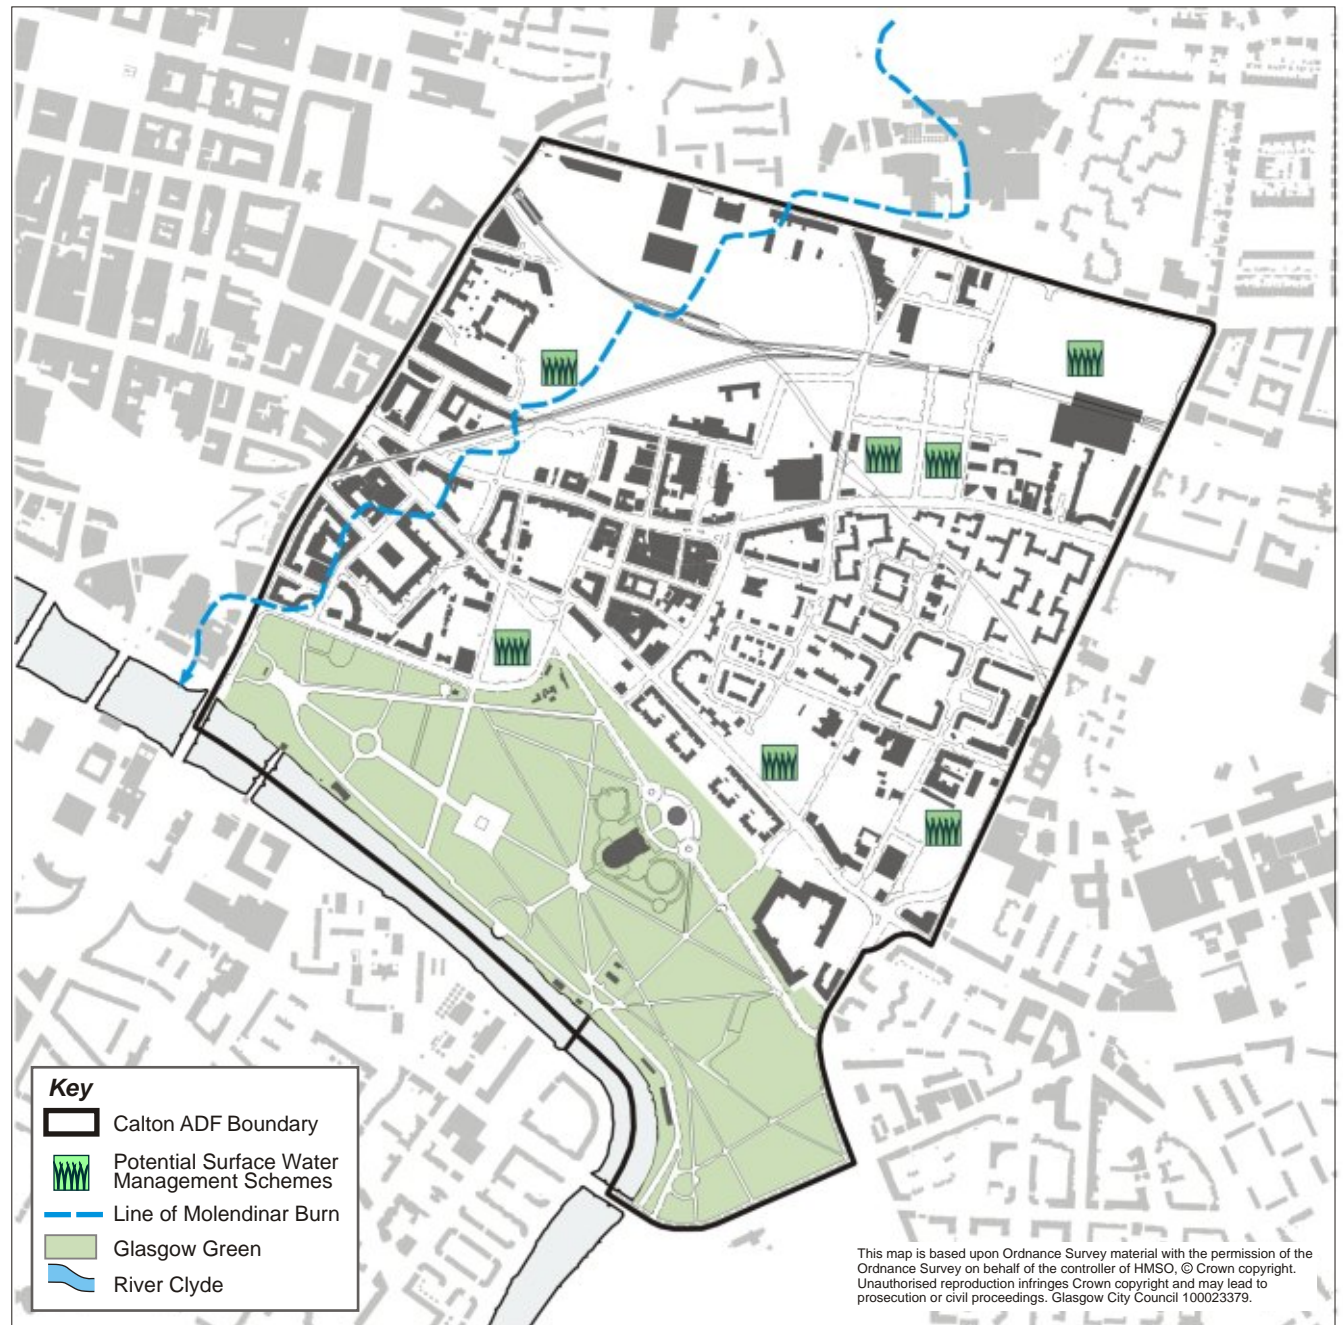 Key
Calton ADF Boundary
Potential Surface Water
Management Schemes
Line of Molendinar Burn
Glasgow Green
River Clyde
This map is based upon Ordnance Survey material with the permission of the
Ordnance Survey on behalf of the controller of HMSO, © Crown copyright.
Unauthorised reproduction infringes Crown copyright and may lead to
prosecution or civil proceedings. Glasgow City Council 100023379.